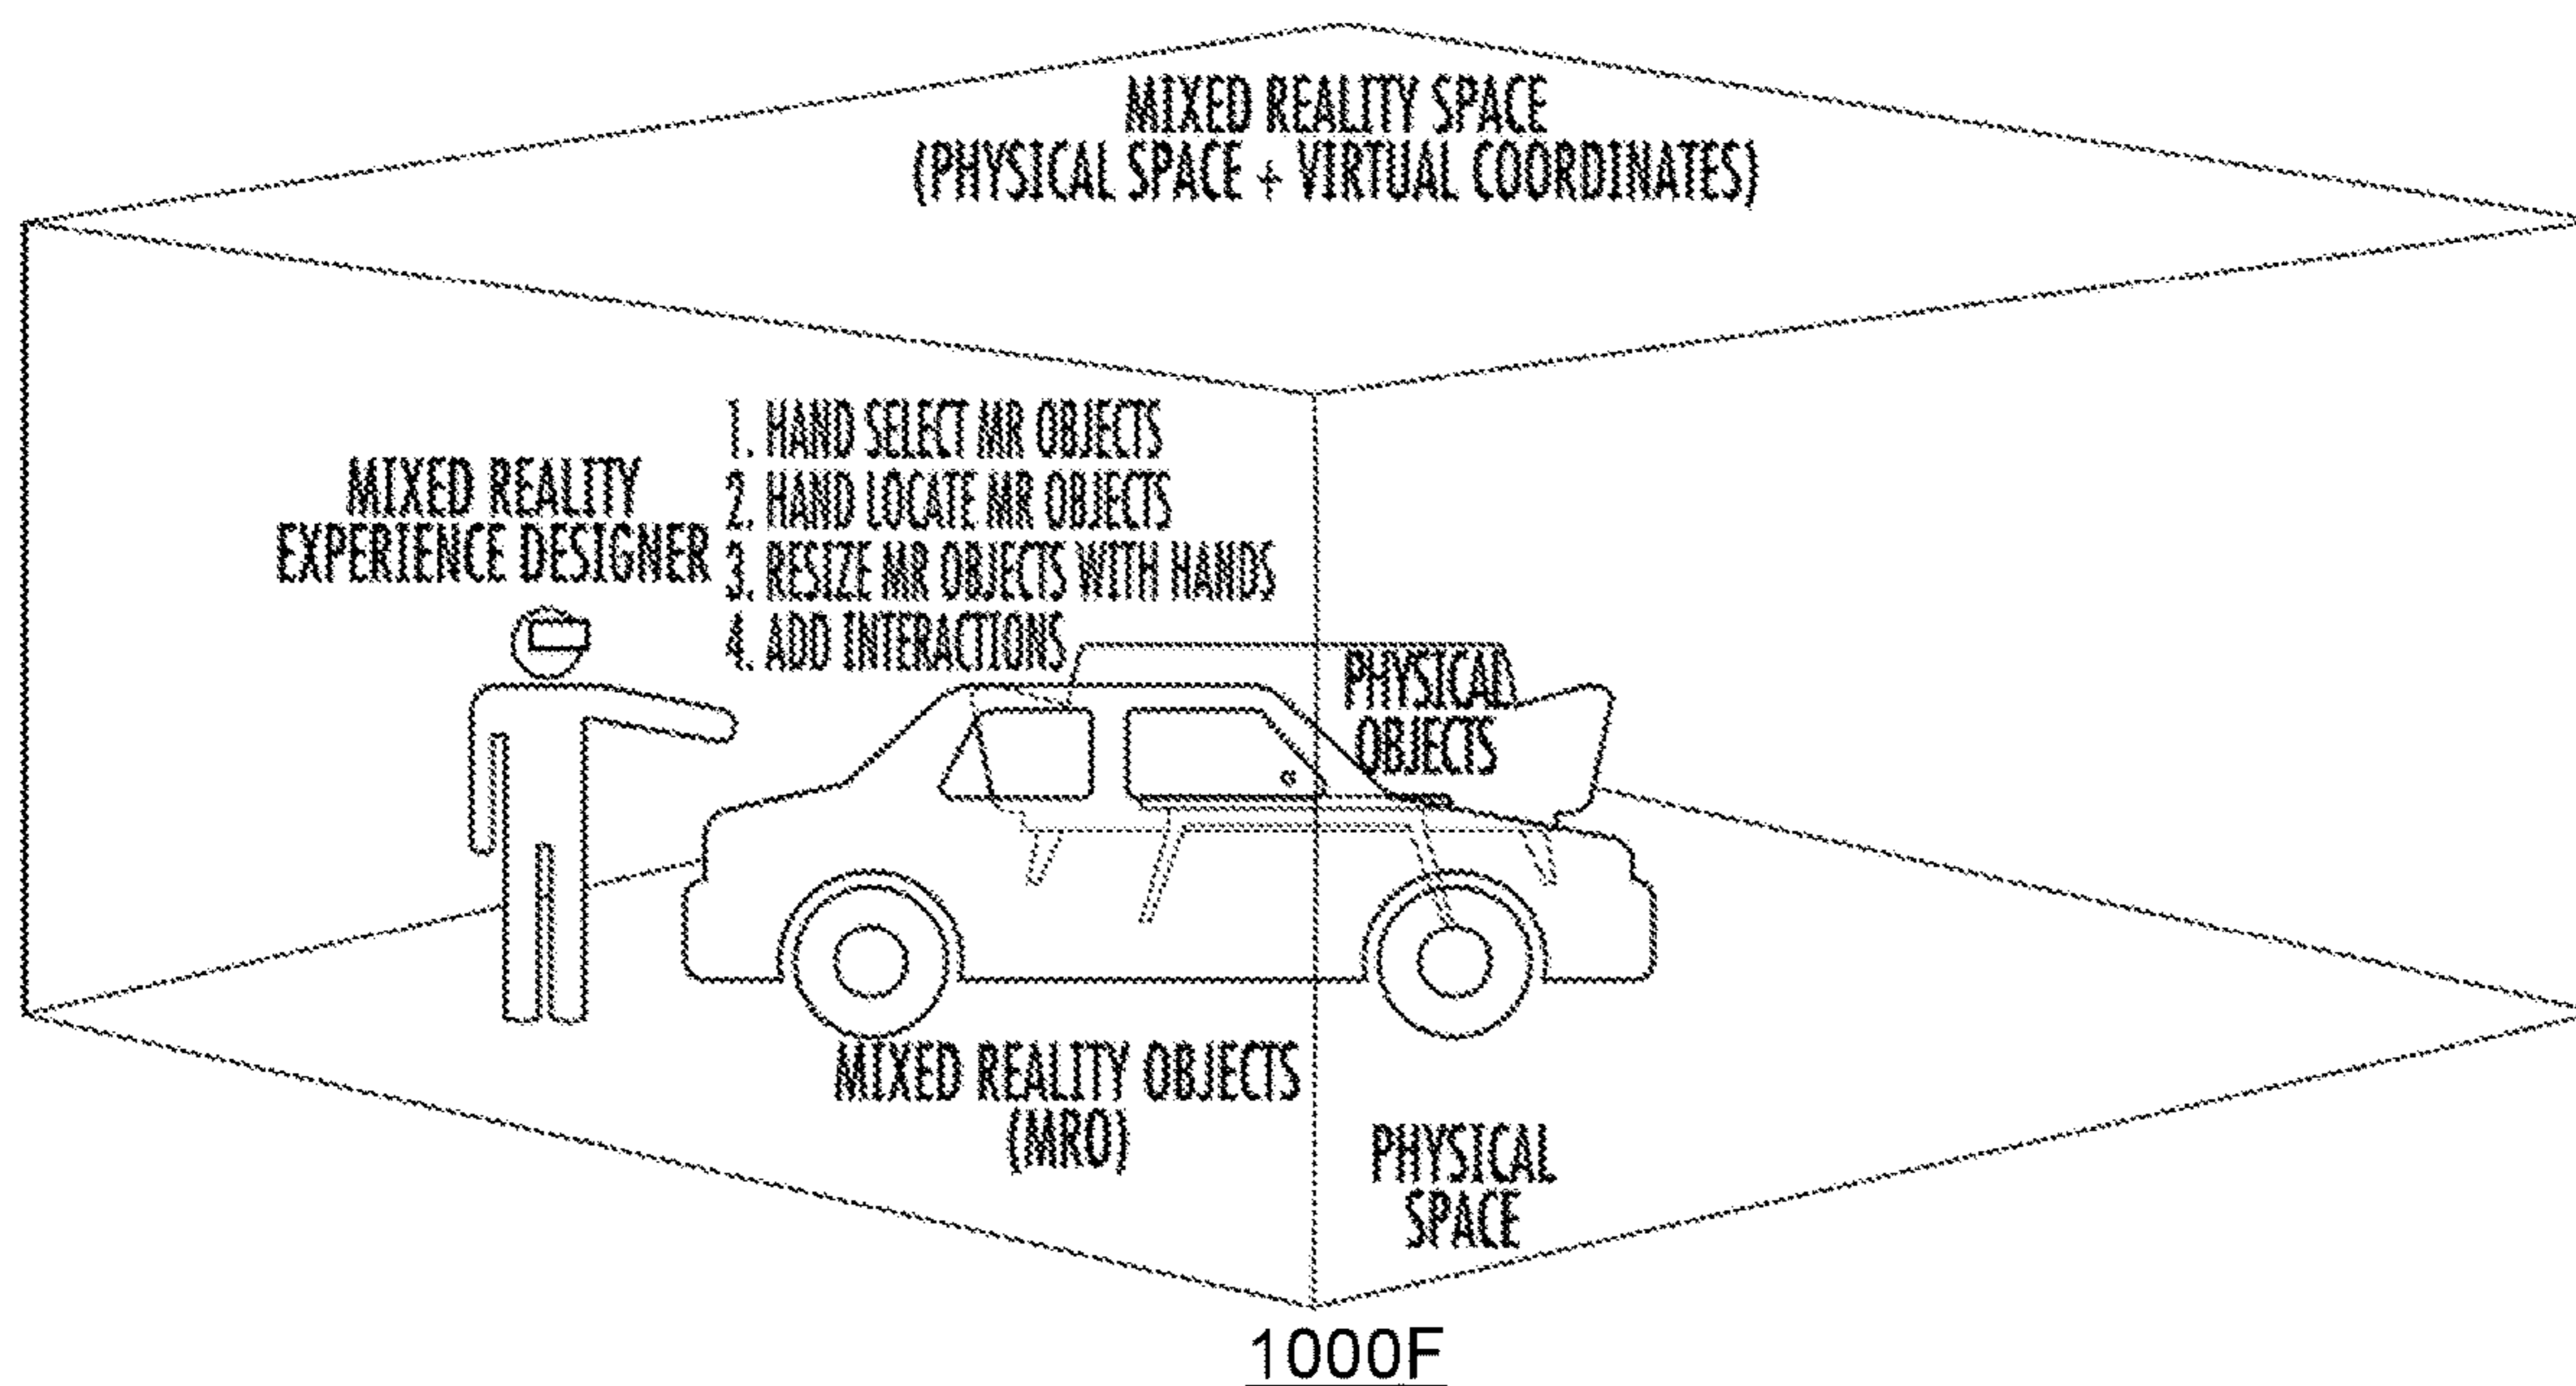 MIXED REALITY SPACE
(PHYSICAL SPACE + VIRTUAL COORDINATES)
MIXED REALITY
EXPERIENCE DESIGNER
1. HAND SELECT MR OBJECTS
2. HAND LOCATE MR OBJECTS
3. RESIZE MR OBJECTS WITH HANDS
4. ADD INTERACTIONS
PHYSICAL
OBJECTS
MIXED REALITY OBJECTS
(MRO)
PHYSICAL
SPACE
1000F